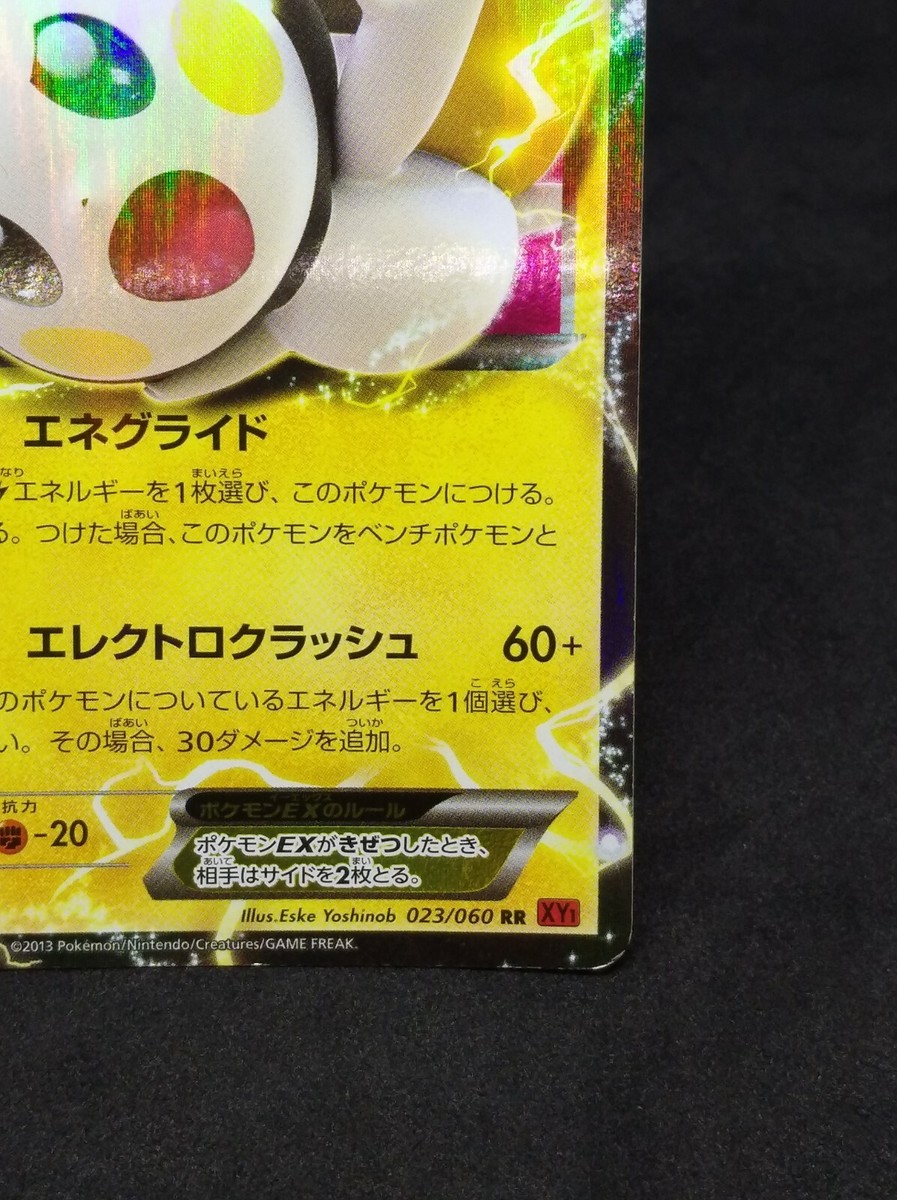 エネグライド
エネルギーを1枚選び、このポケモンにつける。
る。つけた場合、このポケモンをベンチポケモンと
エレクトロクラッシュ 60+
のポケモンについているエネルギーを1個選び、
い。その場合、30ダメージを追加。
抗力
-20
ポケモンEXのルール
ポケモンEXがきぜつしたとき、
相手はサイドを2枚とる。
Illus.Eske Yoshinob 023/060 RR XY1
©2013 Pokémon/Nintendo/Creatures/GAME FREAK.